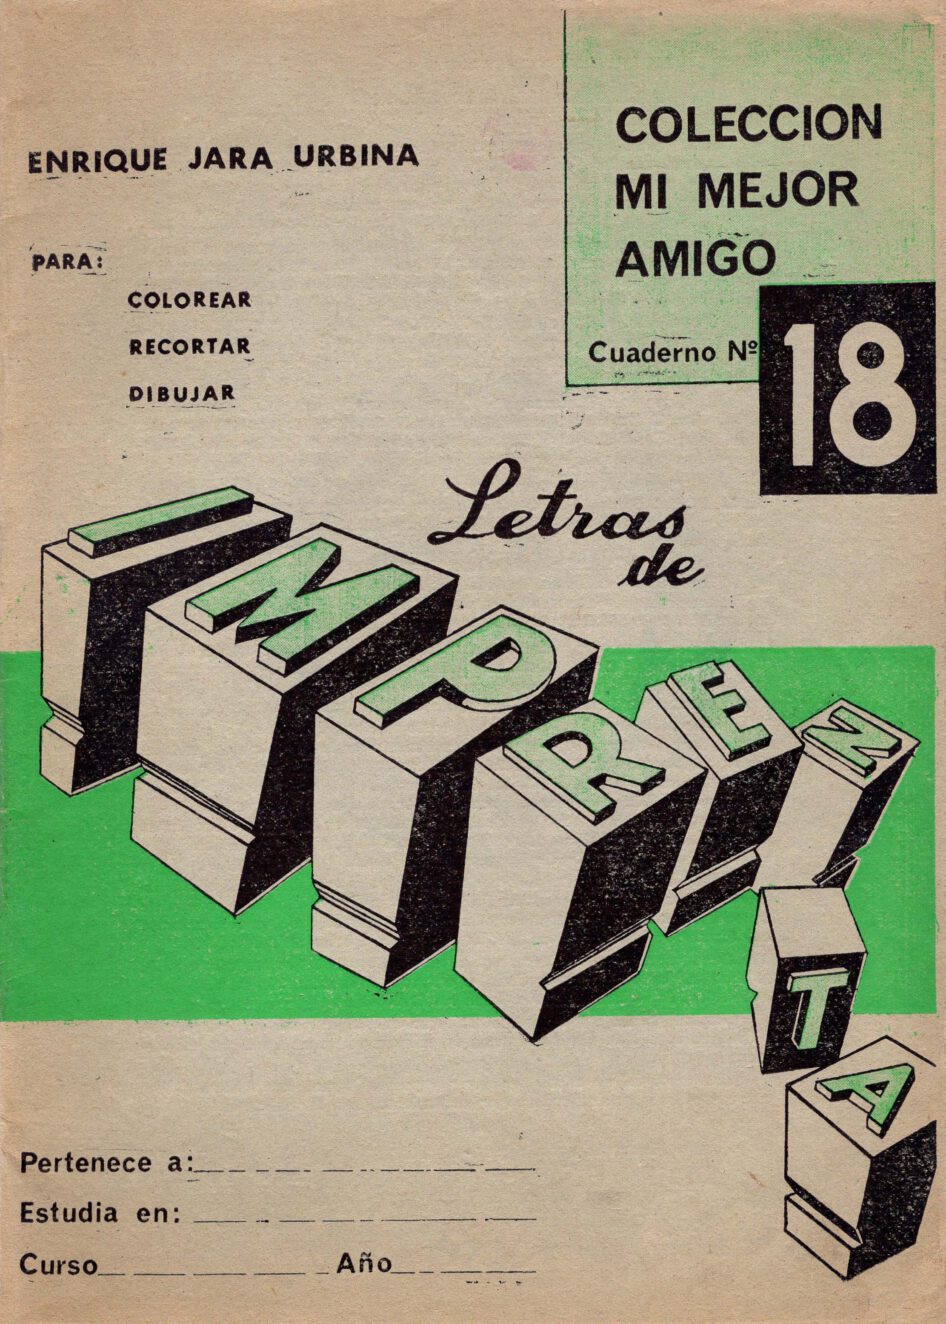 ENRIQUE JARA URBINA
PARA:
COLOREAR
RECORTAR
DIBUJAR
COLECCION
MI MEJOR
AMIGO
Cuaderno Nº 18
Letras
de
IMPRENTA
Pertenece a:
Estudia en:
Curso Año